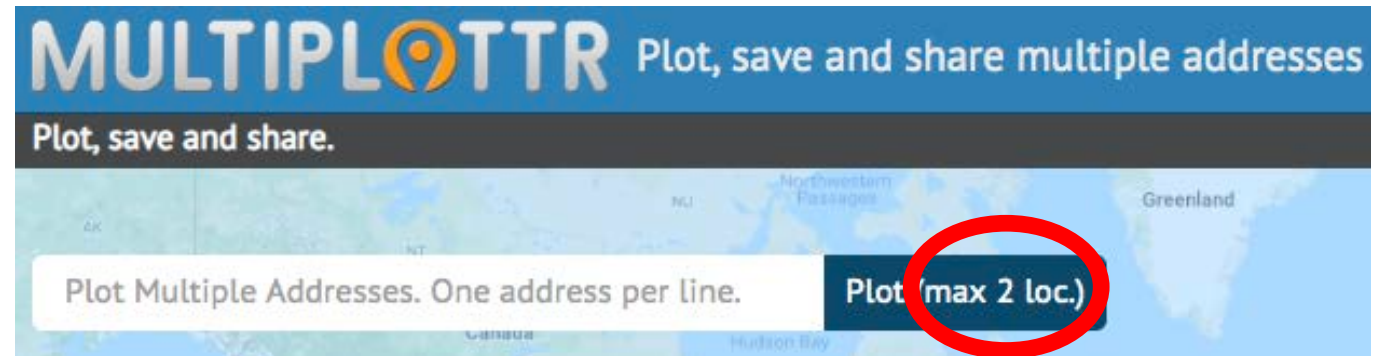 MULTIPLOTTR Plot, save and share multiple addresses
Plot, save and share.
Northwestern
Passages
NU
Greenland
AK
NT
Plot Multiple Addresses. One address per line.
Plot (max 2 loc.)
Canada
Hudson Bay